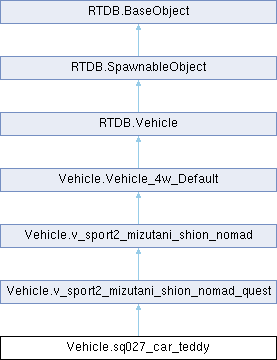 RTDB.BaseObject
RTDB.SpawnableObject
RTDB.Vehicle
Vehicle.Vehicle_4w_Default
Vehicle.v_sport2_mizutani_shion_nomad
Vehicle.v_sport2_mizutani_shion_nomad_quest
Vehicle.sq027_car_teddy